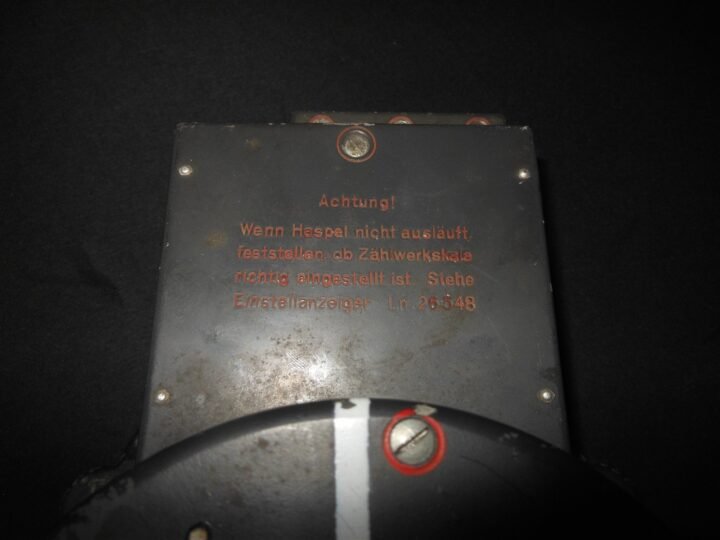 Achtung!
Wenn Haspel nicht ausläuft,
feststellen, ob Zählwerkskala
richtig eingestellt ist. Siehe
Einstellanzeiger Ln 26548